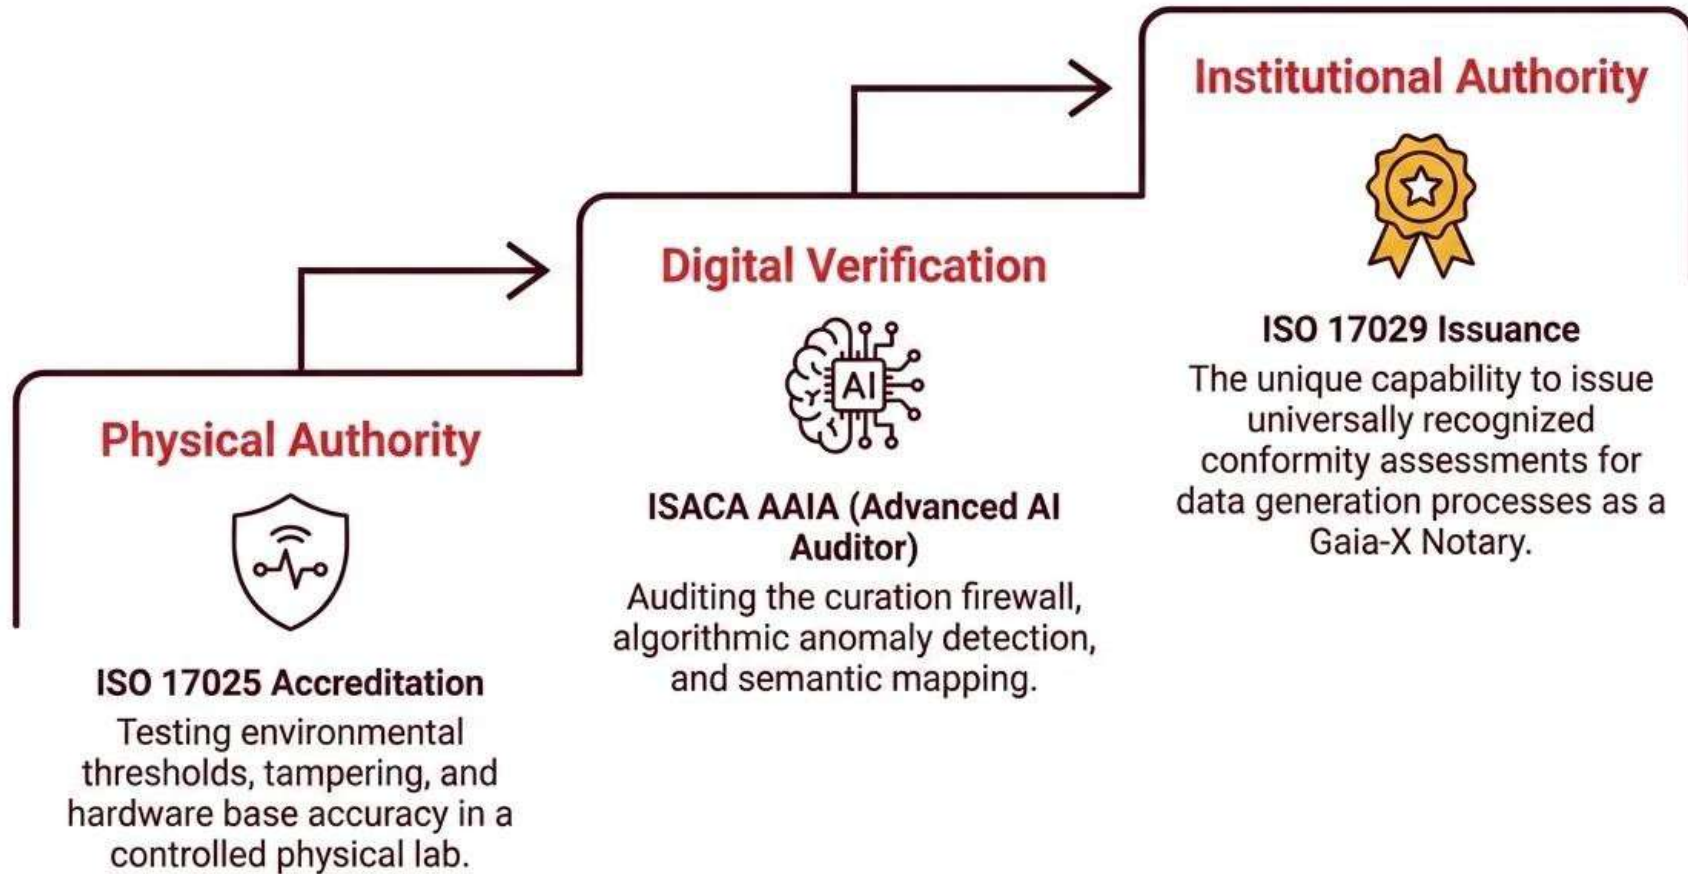 Physical Authority
ISO 17025 Accreditation
Testing environmental
thresholds, tampering, and
hardware base accuracy in a
controlled physical lab.
Digital Verification
AI
ISACA AAIA (Advanced AI
Auditor)
Auditing the curation firewall,
algorithmic anomaly detection,
and semantic mapping.
Institutional Authority
ISO 17029 Issuance
The unique capability to issue
universally recognized
conformity assessments for
data generation processes as a
Gaia-X Notary.